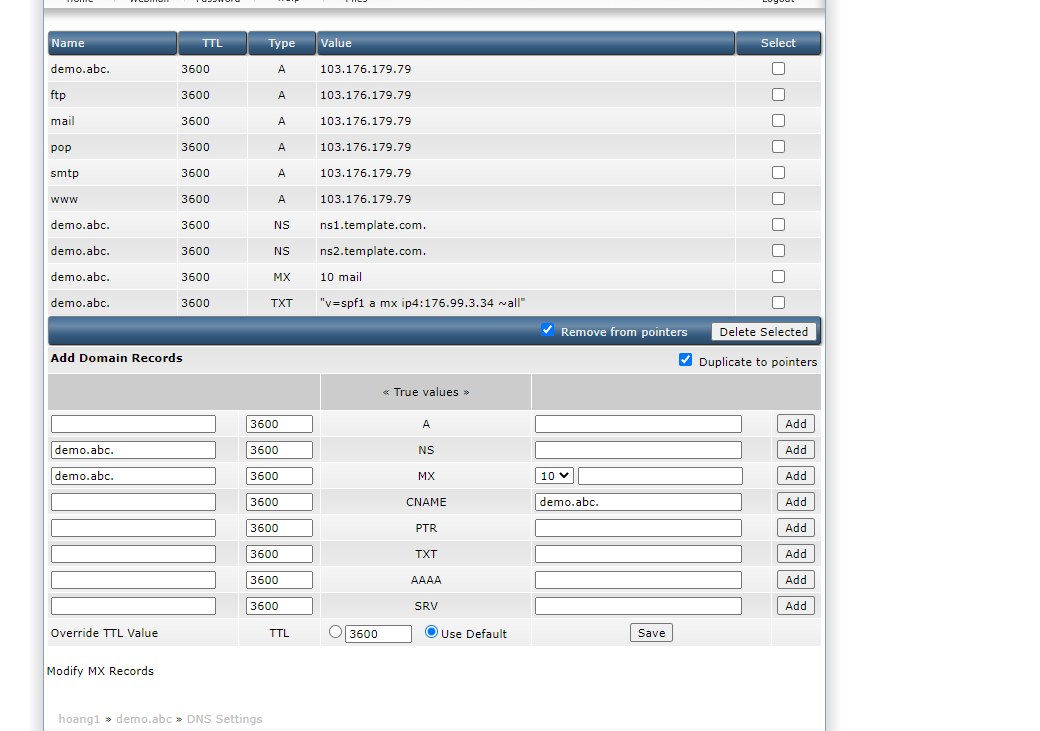 Home Webmail Password Help Files Logout
Name TTL Type Value Select
demo.abc. 3600 A 103.176.179.79
ftp 3600 A 103.176.179.79
mail 3600 A 103.176.179.79
pop 3600 A 103.176.179.79
smtp 3600 A 103.176.179.79
www 3600 A 103.176.179.79
demo.abc. 3600 NS ns1.template.com.
demo.abc. 3600 NS ns2.template.com.
demo.abc. 3600 MX 10 mail
demo.abc. 3600 TXT "v=spf1 a mx ip4:176.99.3.34 ~all"
Remove from pointers Delete Selected
Add Domain Records Duplicate to pointers
« True values »
3600 A Add
demo.abc. 3600 NS Add
demo.abc. 3600 MX 10 Add
3600 CNAME demo.abc. Add
3600 PTR Add
3600 TXT Add
3600 AAAA Add
3600 SRV Add
Override TTL Value TTL 3600 Use Default Save
Modify MX Records
hoang1 » demo.abc » DNS Settings